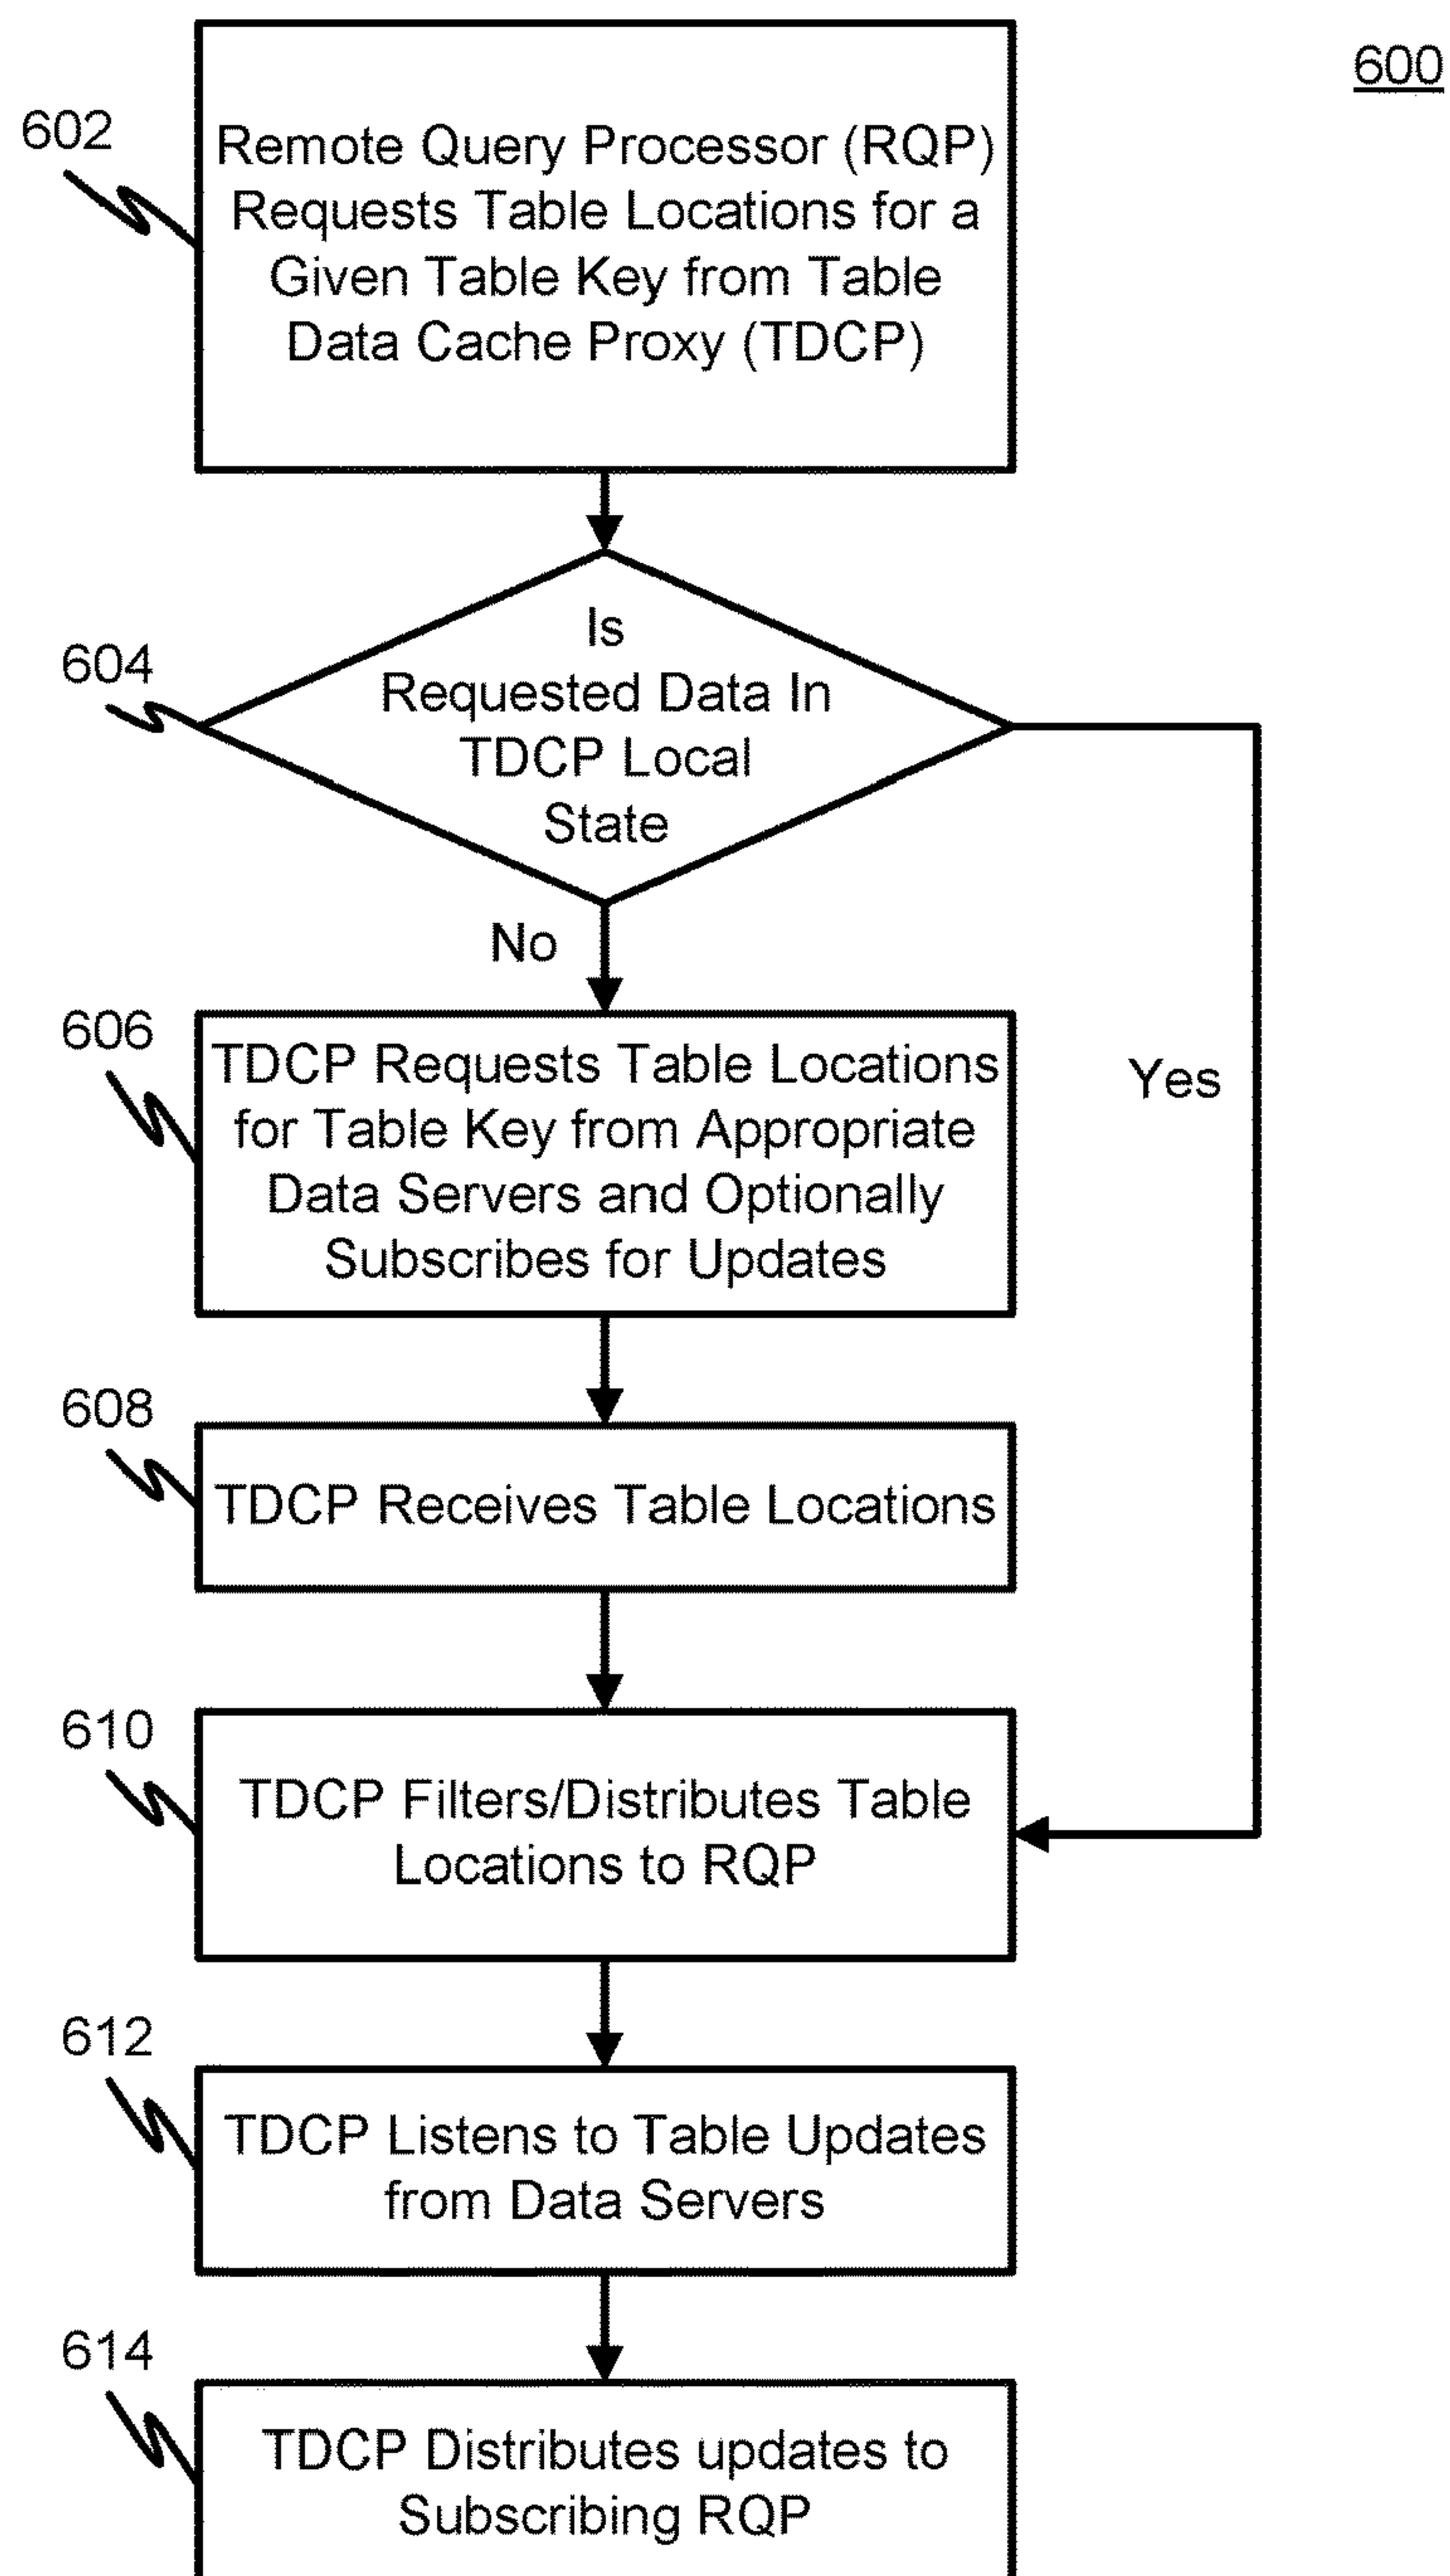 600
602
Remote Query Processor (RQP)
Requests Table Locations for a
Given Table Key from Table
Data Cache Proxy (TDCP)
604
Is
Requested Data In
TDCP Local
State
No
Yes
606
TDCP Requests Table Locations
for Table Key from Appropriate
Data Servers and Optionally
Subscribes for Updates
608
TDCP Receives Table Locations
610
TDCP Filters/Distributes Table
Locations to RQP
612
TDCP Listens to Table Updates
from Data Servers
614
TDCP Distributes updates to
Subscribing RQP